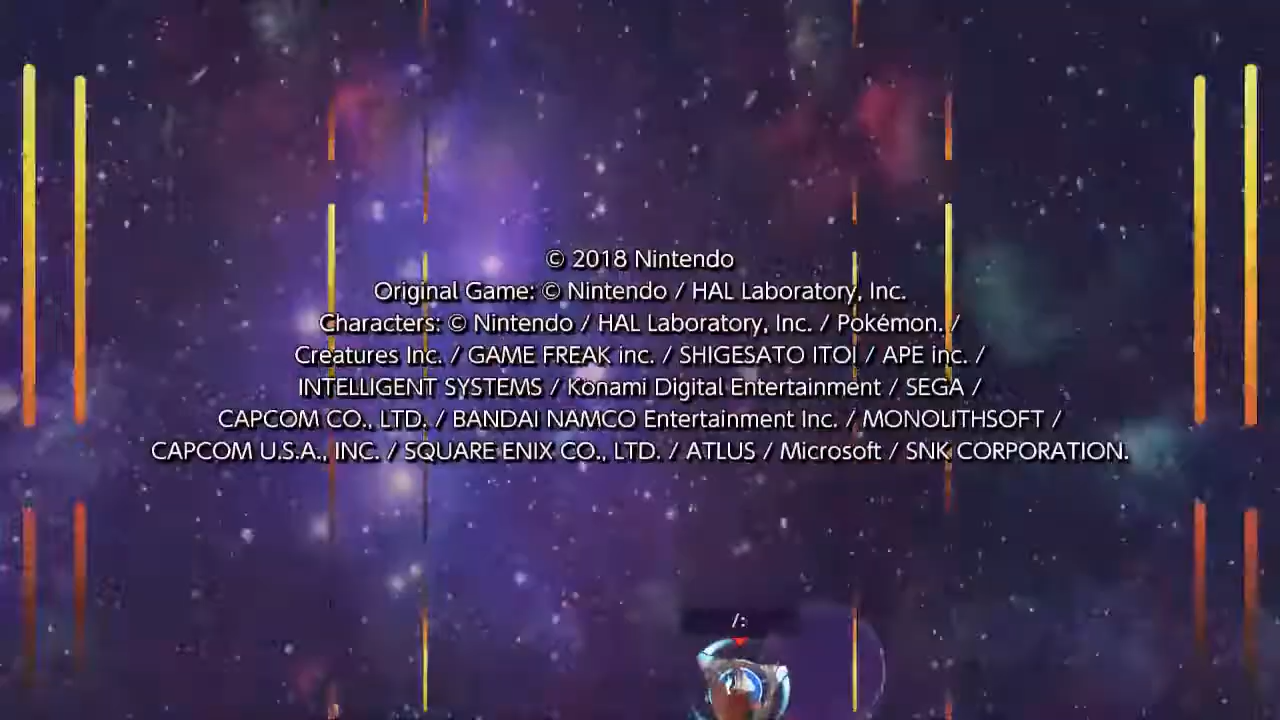 © 2018 Nintendo
Original Game: © Nintendo / HAL Laboratory, Inc.
Characters: © Nintendo / HAL Laboratory, Inc. / Pokémon. /
Creatures Inc. / GAME FREAK inc. / SHIGESATO ITOI / APE inc. /
INTELLIGENT SYSTEMS / Konami Digital Entertainment / SEGA /
CAPCOM CO., LTD. / BANDAI NAMCO Entertainment Inc. / MONOLITHSOFT /
CAPCOM U.S.A., INC. / SQUARE ENIX CO., LTD. / ATLUS / Microsoft / SNK CORPORATION.
/: